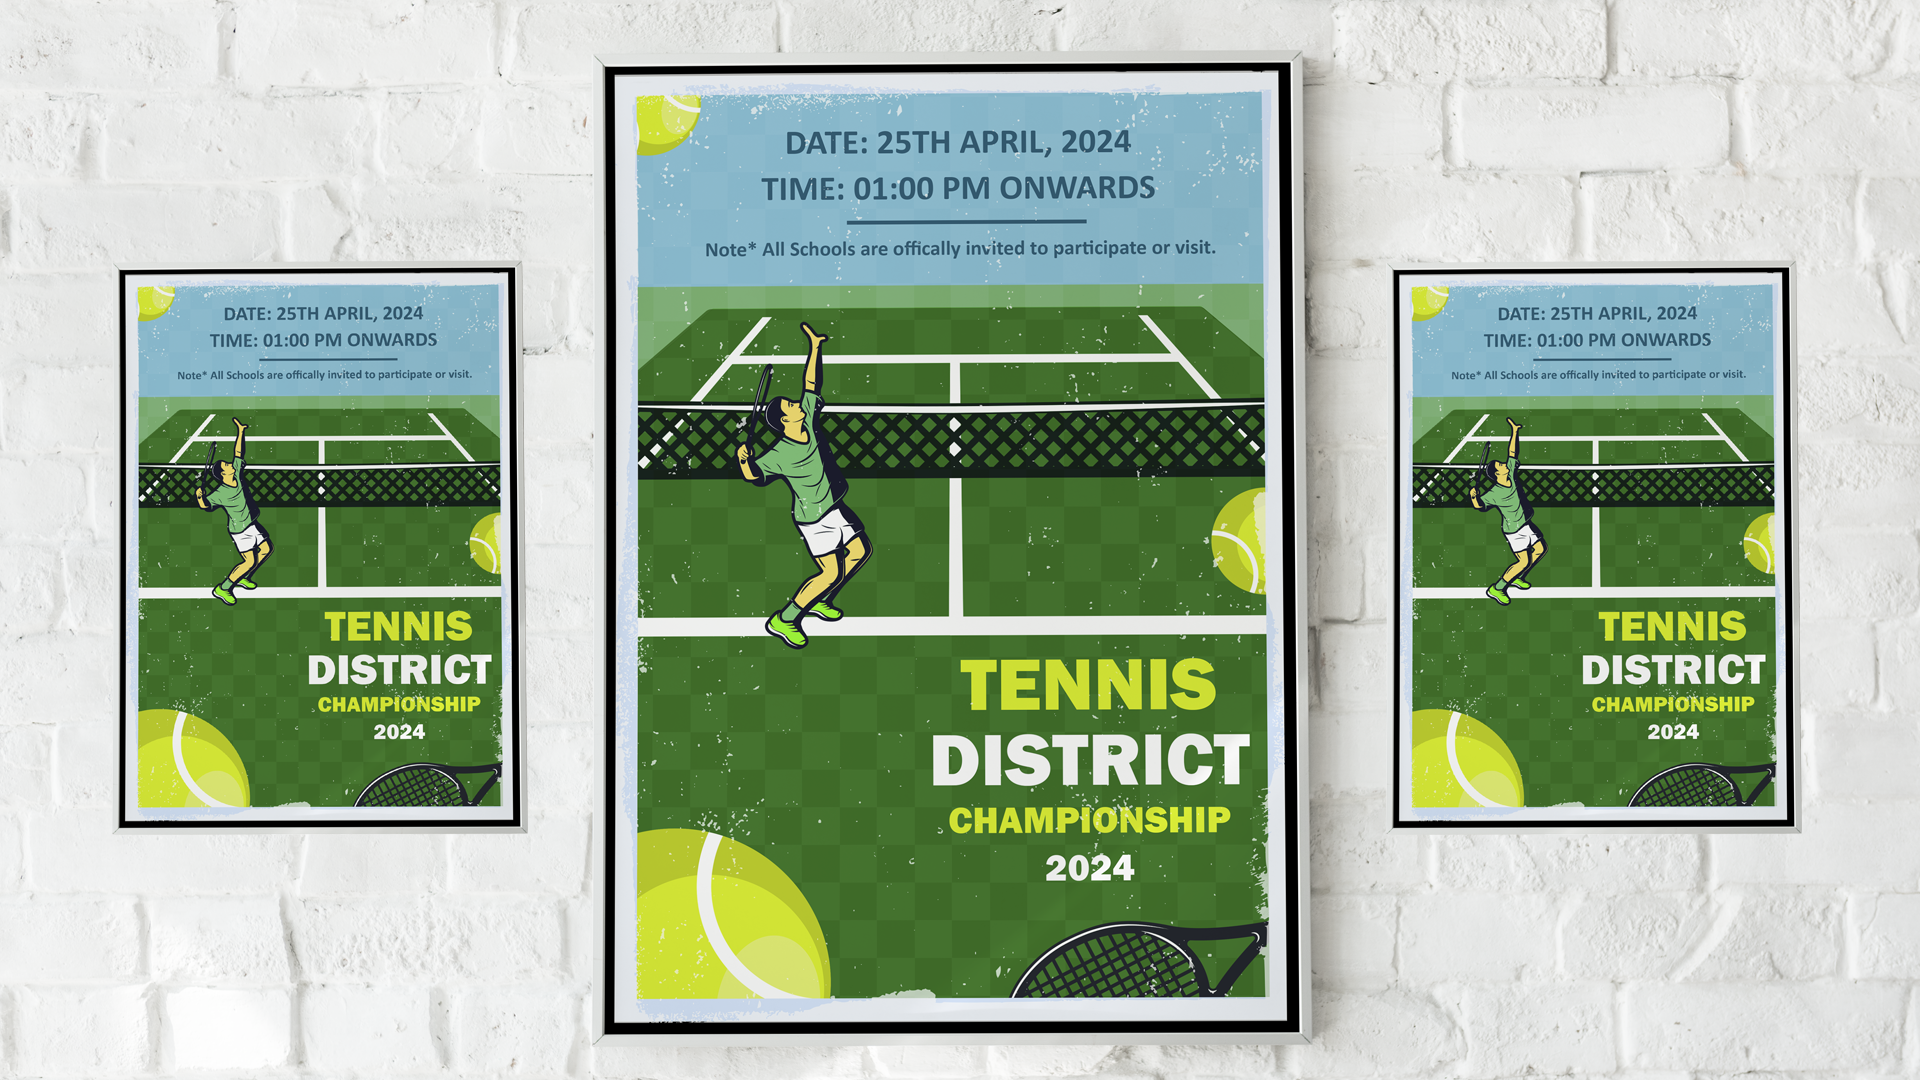 DATE: 25TH APRIL, 2024
TIME: 01:00 PM ONWARDS
Note* All Schools are offically invited to participate or visit.
TENNIS
DISTRICT
CHAMPIONSHIP
2024
DATE: 25TH APRIL, 2024
TIME: 01:00 PM ONWARDS
Note* All Schools are offically invited to participate or visit.
TENNIS
DISTRICT
CHAMPIONSHIP
2024
DATE: 25TH APRIL, 2024
TIME: 01:00 PM ONWARDS
Note* All Schools are offically invited to participate or visit.
TENNIS
DISTRICT
CHAMPIONSHIP
2024